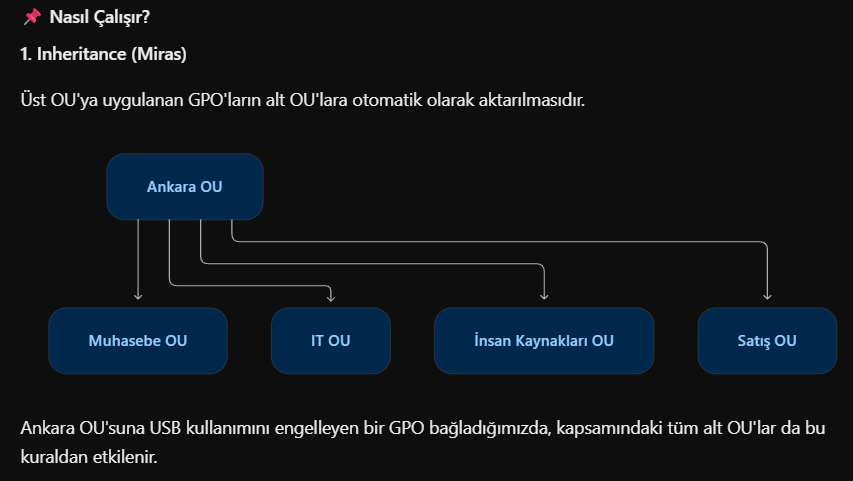 📌 Nasıl Çalışır?
1. Inheritance (Miras)
Üst OU'ya uygulanan GPO'ların alt OU'lara otomatik olarak aktarılmasıdır.
Ankara OU
Muhasebe OU
IT OU
İnsan Kaynakları OU
Satış OU
Ankara OU'suna USB kullanımını engelleyen bir GPO bağladığımızda, kapsamındaki tüm alt OU'lar da bu
kuraldan etkilenir.